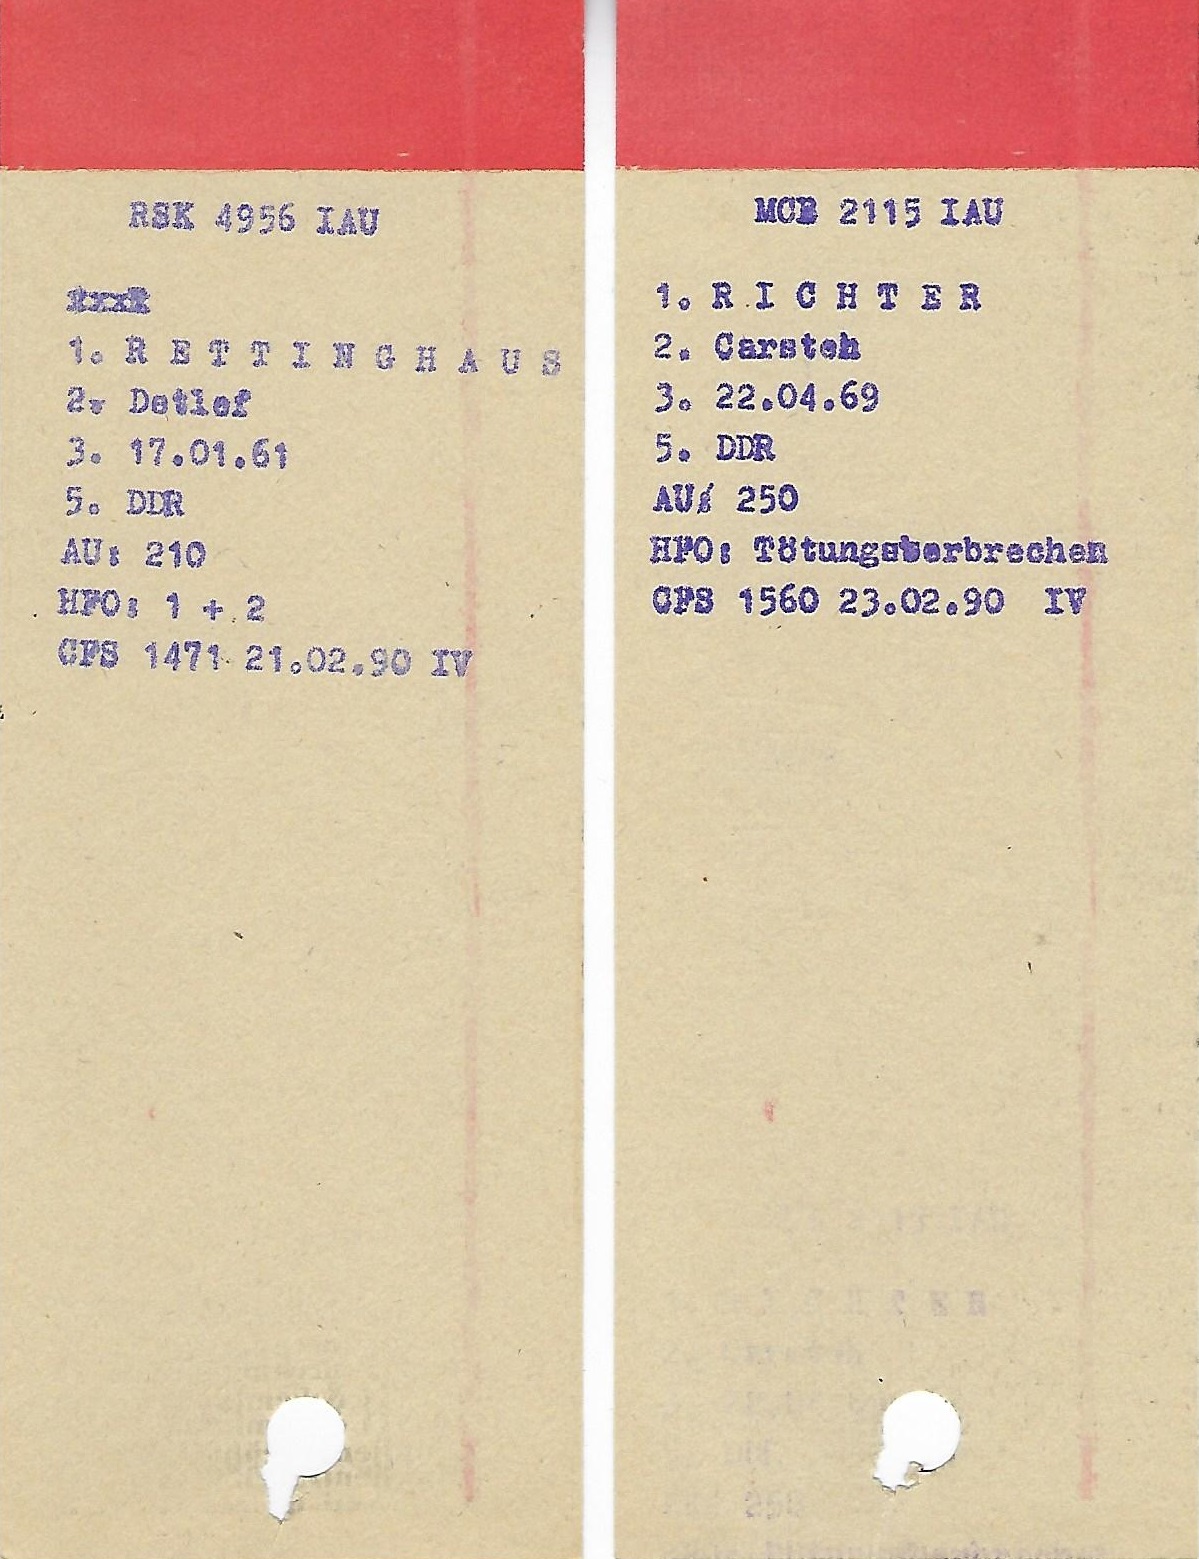 RSK 4956 IAU
1. R E T T I N G H A U S
2. Detlef
3. 17.01.61
5. DDR
AU: 210
HFO: 1 + 2
GPS 1471 21.02.90 IV
MCB 2115 IAU
1. R I C H T E R
2. Carsten
3. 22.04.69
5. DDR
AU: 250
HFO: Tötungsverbrechen
GPS 1560 23.02.90 IV